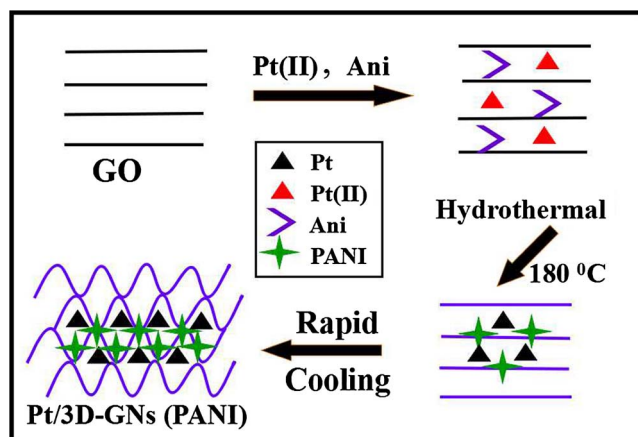 GO
Pt(II), Ani
Pt
Pt(II)
Ani
PANI
Hydrothermal
180 ⁰C
Rapid
Cooling
Pt/3D-GNs (PANI)